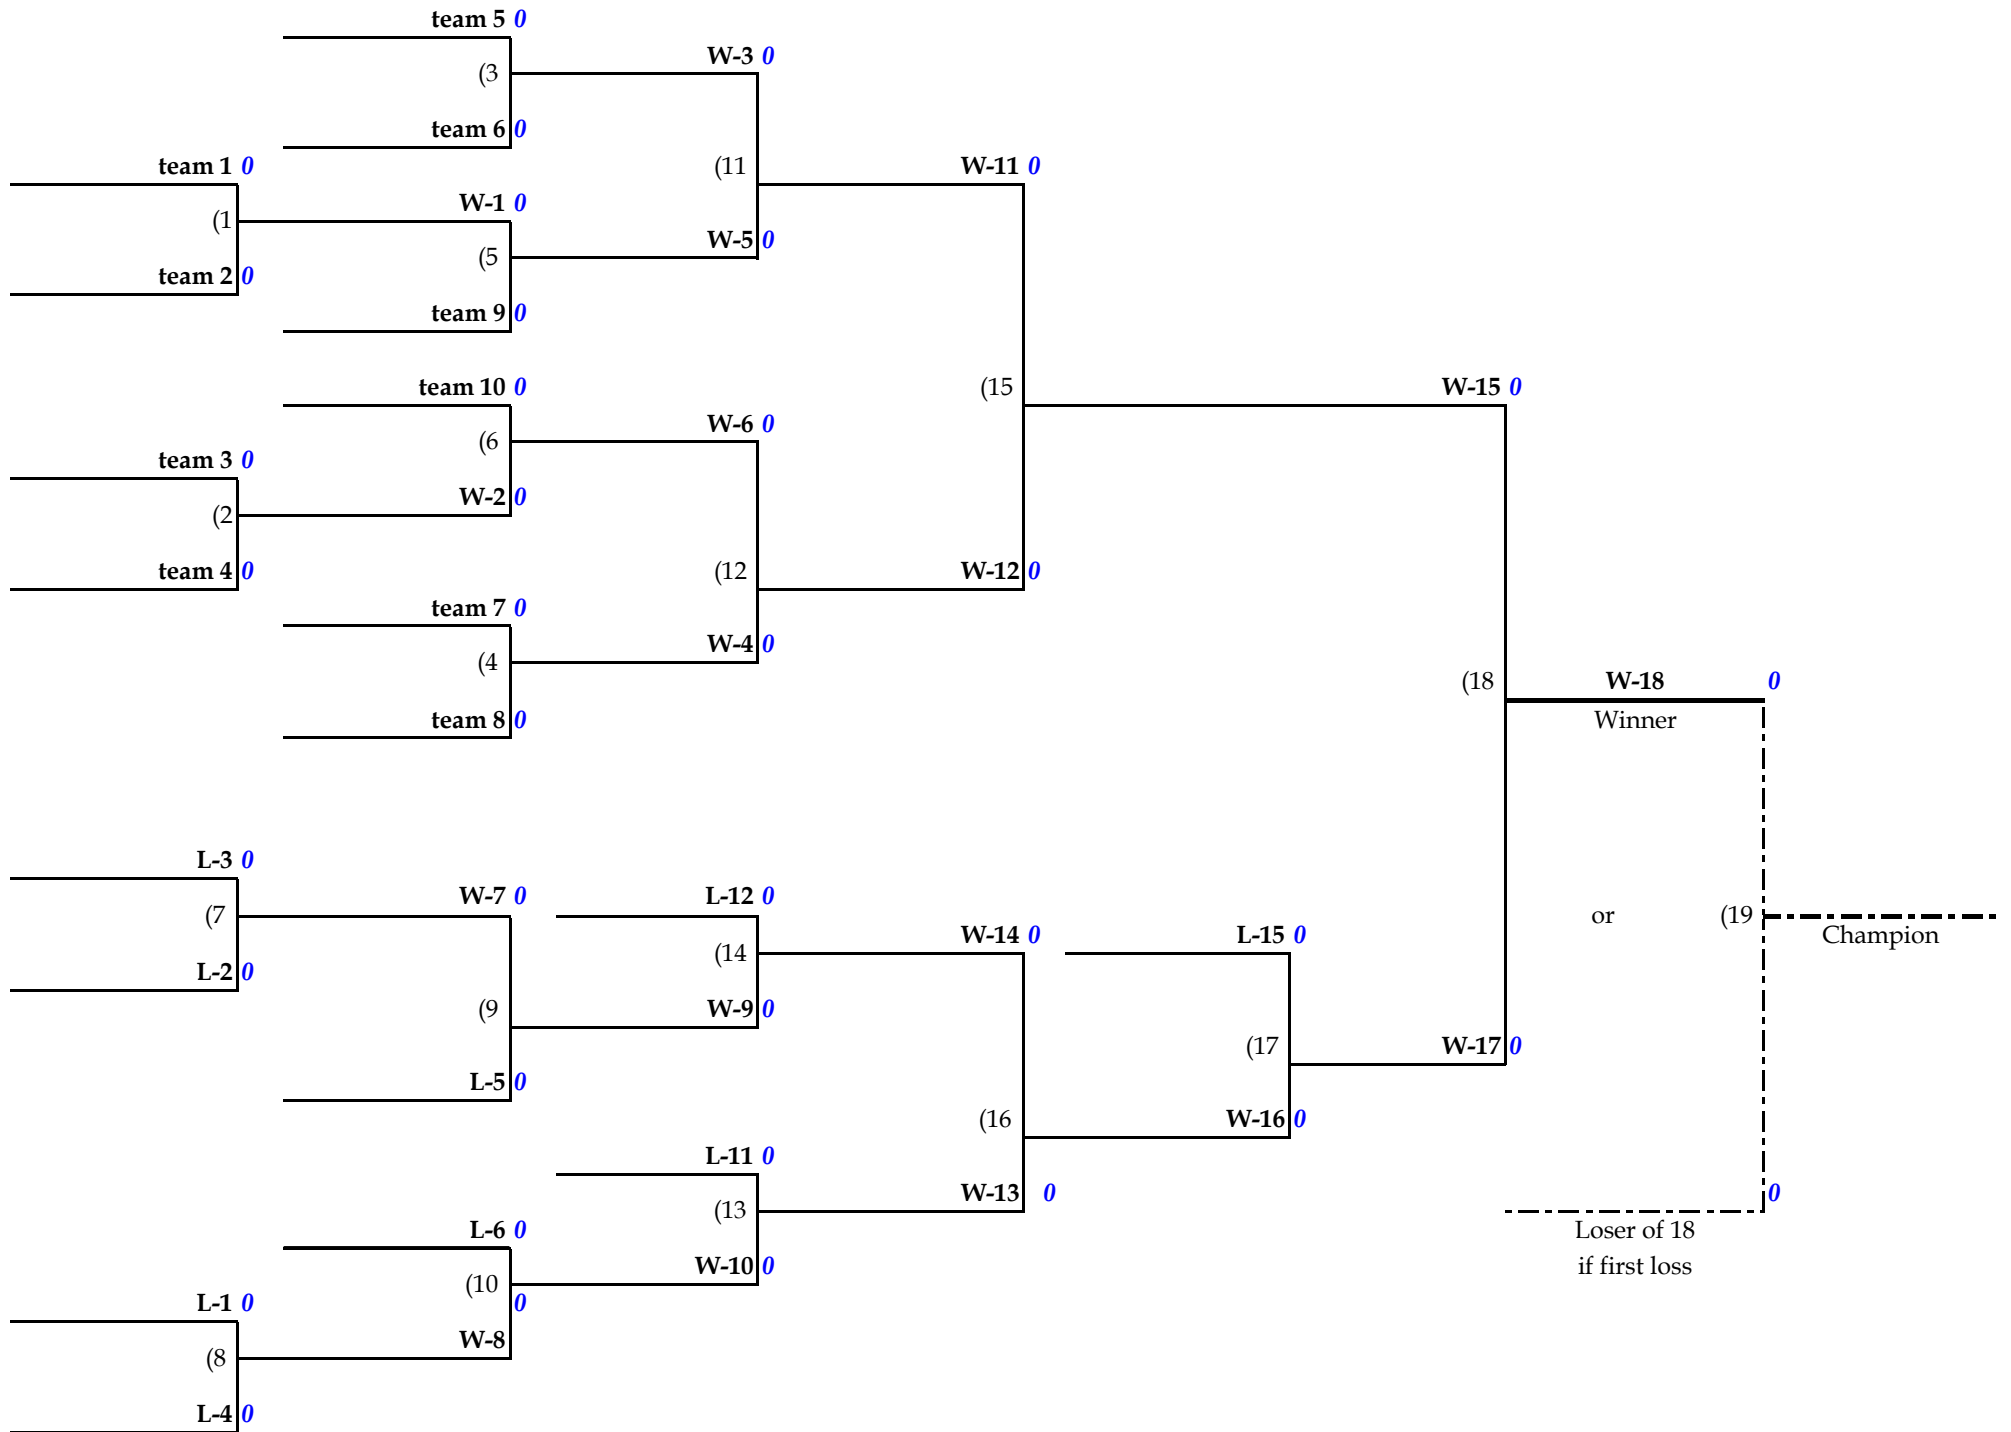 team 5 0
W-3 0
(3
team 6 0
team 1 0
(11
W-11 0
W-1 0
(1
W-5 0
(5
team 2 0
team 9 0
team 10 0
(15
W-15 0
W-6 0
(6
team 3 0
W-2 0
(2
team 4 0
(12
W-12 0
team 7 0
W-4 0
(4
(18
W-18 0
team 8 0
Winner
L-3 0
W-7 0
L-12 0
(7
or
(19
W-14 0
L-15 0
Champion
(14
L-2 0
(9
W-9 0
(17
W-17 0
L-5 0
(16
W-16 0
L-11 0
W-13 0
0
(13
L-6 0
Loser of 18
W-10 0
if first loss
(10
L-1 0
0
W-8
(8
L-4 0